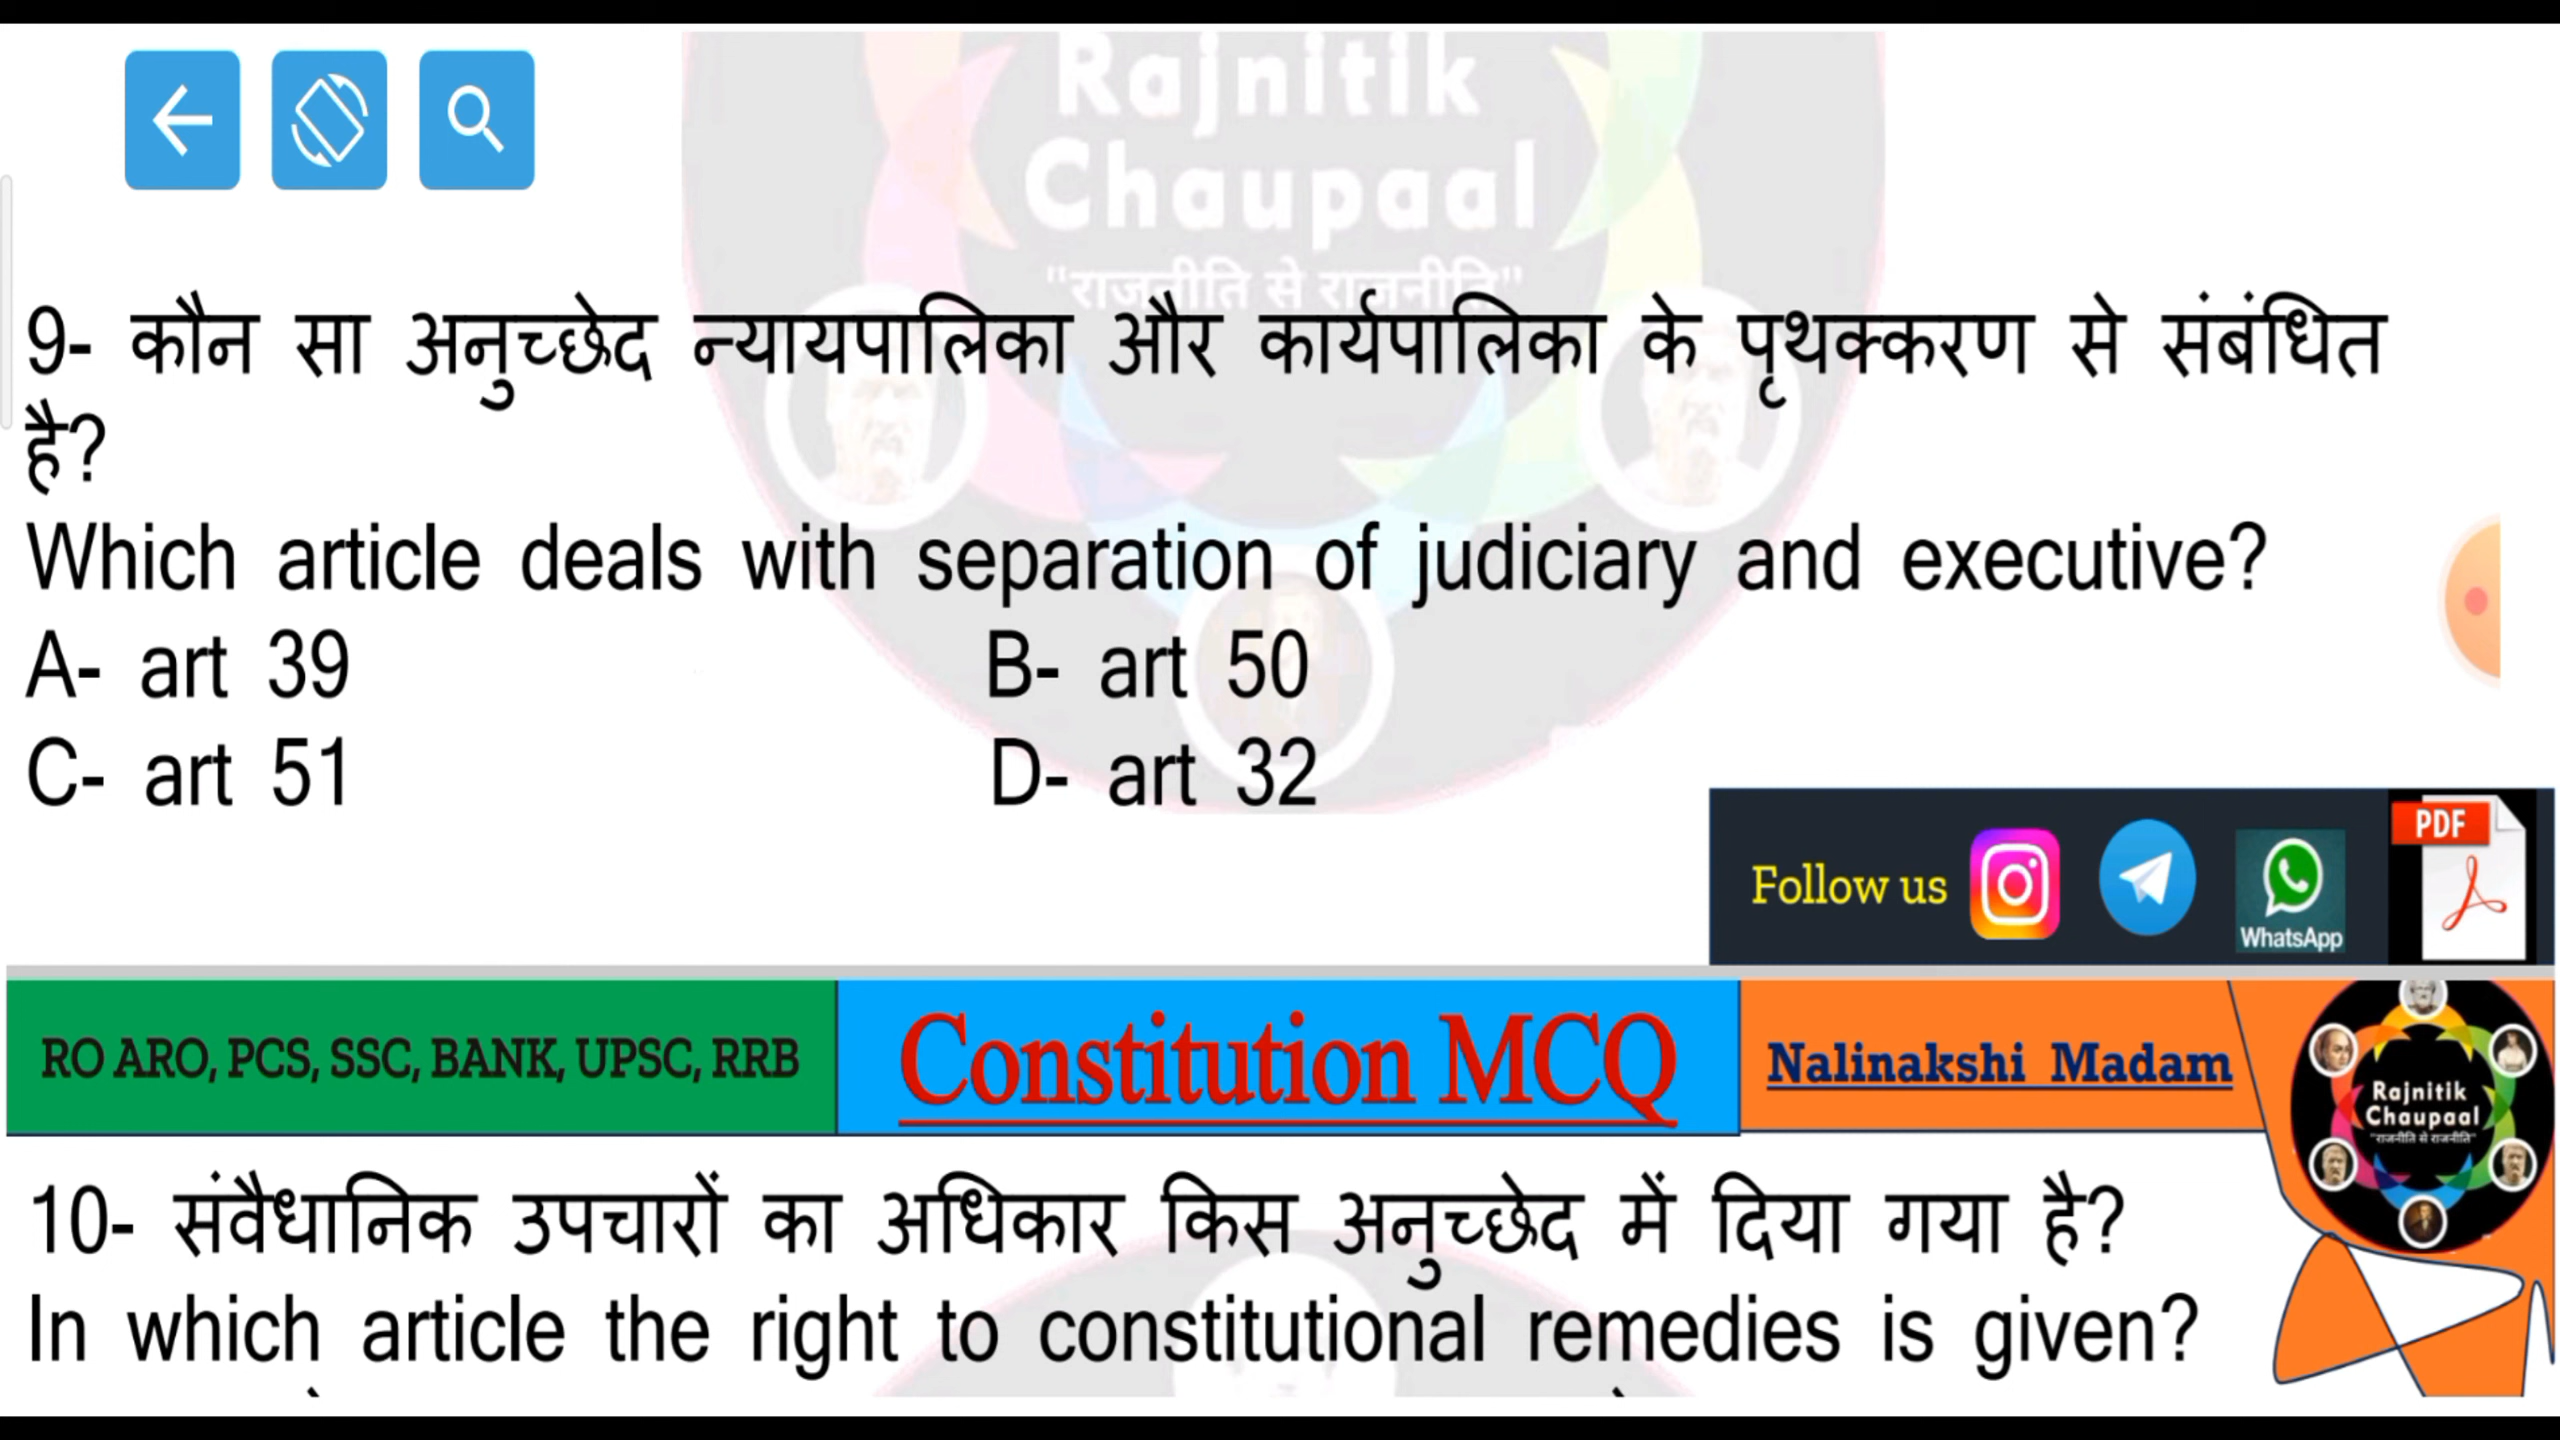 Rajnitik
Chaupaal
"राजनीति से राजनीति"
9- कौन सा अनुच्छेद न्यायपालिका और कार्यपालिका के पृथक्करण से संबंधित
है?
Which article deals with separation of judiciary and executive?
A- art 39 B- art 50
C- art 51 D- art 32
PDF
Follow us
WhatsApp
RO ARO, PCS, SSC, BANK, UPSC, RRB Constitution MCQ Nalinakshi Madam
Rajnitik
Chaupaal
"राजनीति से राजनीति"
10- संवैधानिक उपचारों का अधिकार किस अनुच्छेद में दिया गया है?
In which article the right to constitutional remedies is given?